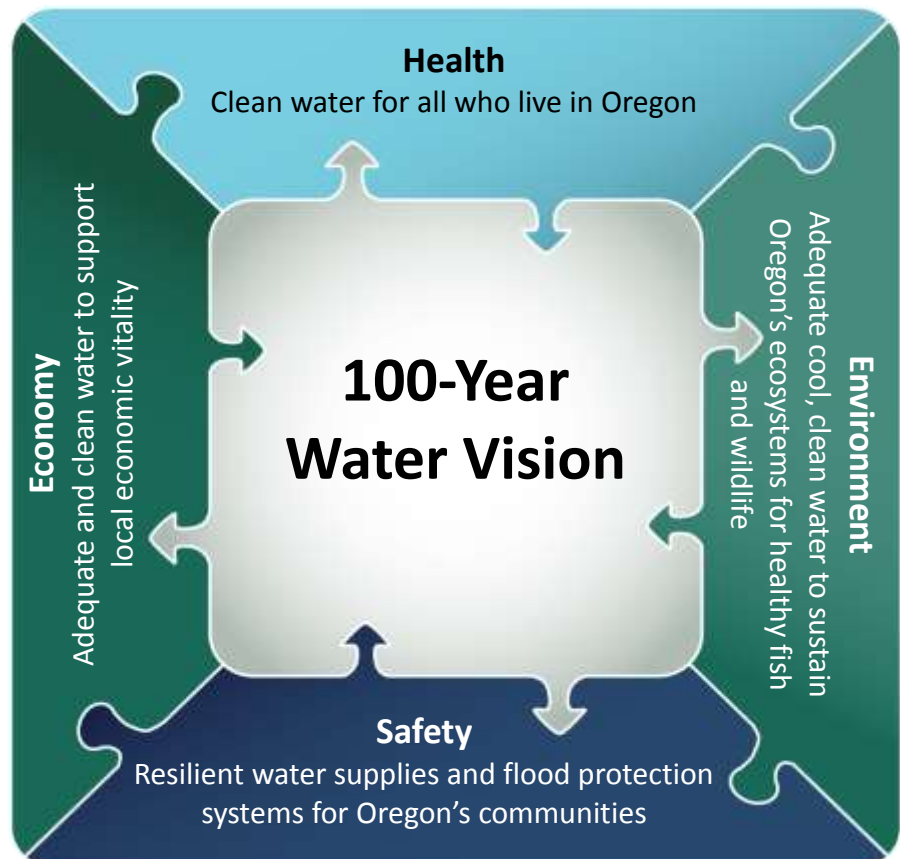 Health
Clean water for all who live in Oregon
Economy
Adequate and clean water to support
local economic vitality
100-Year
Water Vision
Environment
Adequate cool, clean water to sustain
Oregon’s ecosystems for healthy fish
and wildlife
Safety
Resilient water supplies and flood protection
systems for Oregon’s communities